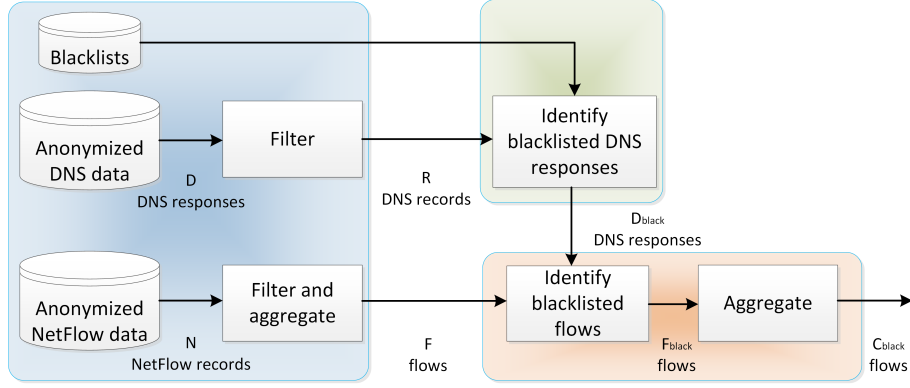 Blacklists
Anonymized
DNS data
Filter
Identify
blacklisted DNS
responses
D
DNS responses
R
DNS records
Dblack
DNS responses
Anonymized
NetFlow data
Filter and
aggregate
Identify
blacklisted
flows
Aggregate
N
NetFlow records
F
flows
Fblack
flows
Cblack
flows